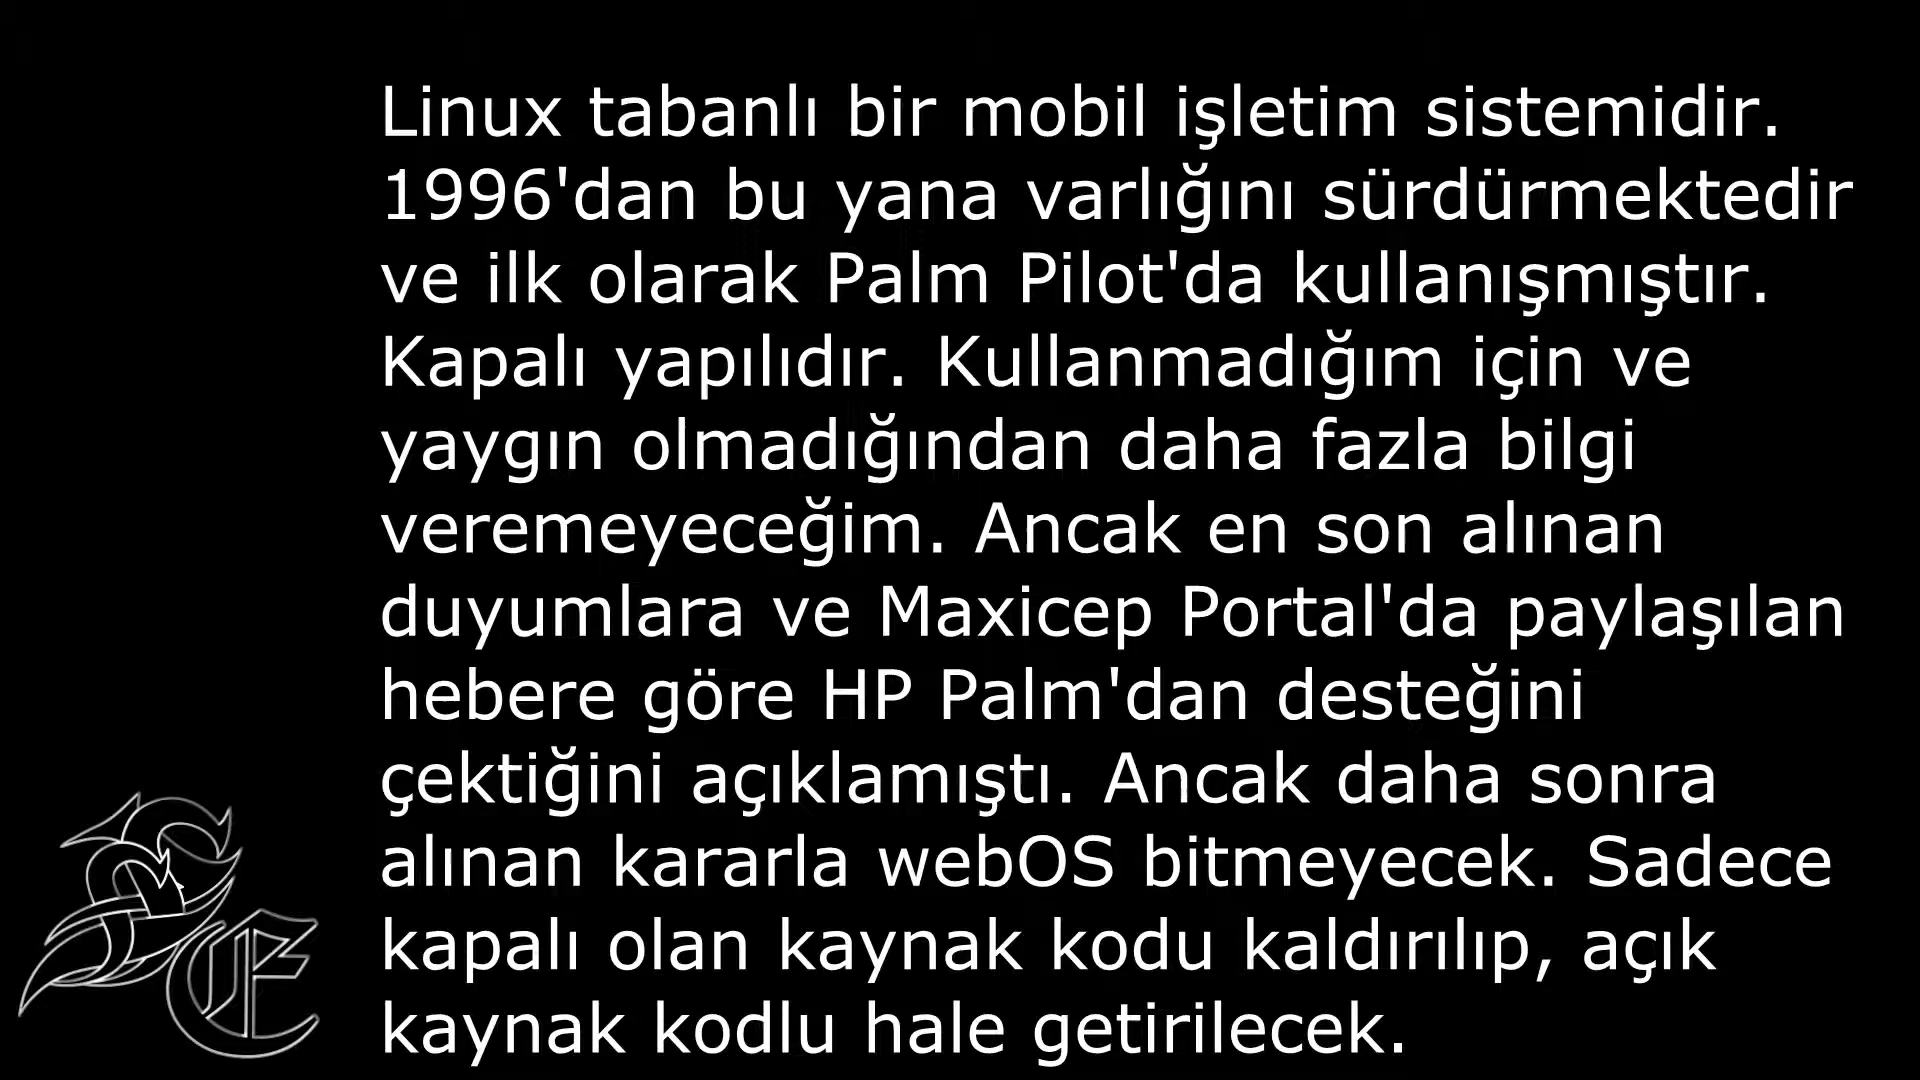 Linux tabanlı bir mobil işletim sistemidir.
1996'dan bu yana varlığını sürdürmektedir
ve ilk olarak Palm Pilot'da kullanışmıştır.
Kapalı yapılıdır. Kullanmadığım için ve
yaygın olmadığından daha fazla bilgi
veremeyeceğim. Ancak en son alınan
duyumlara ve Maxicep Portal'da paylaşılan
hebere göre HP Palm'dan desteğini
çektiğini açıklamıştı. Ancak daha sonra
alınan kararla webOS bitmeyecek. Sadece
kapalı olan kaynak kodu kaldırılıp, açık
kaynak kodlu hale getirilecek.